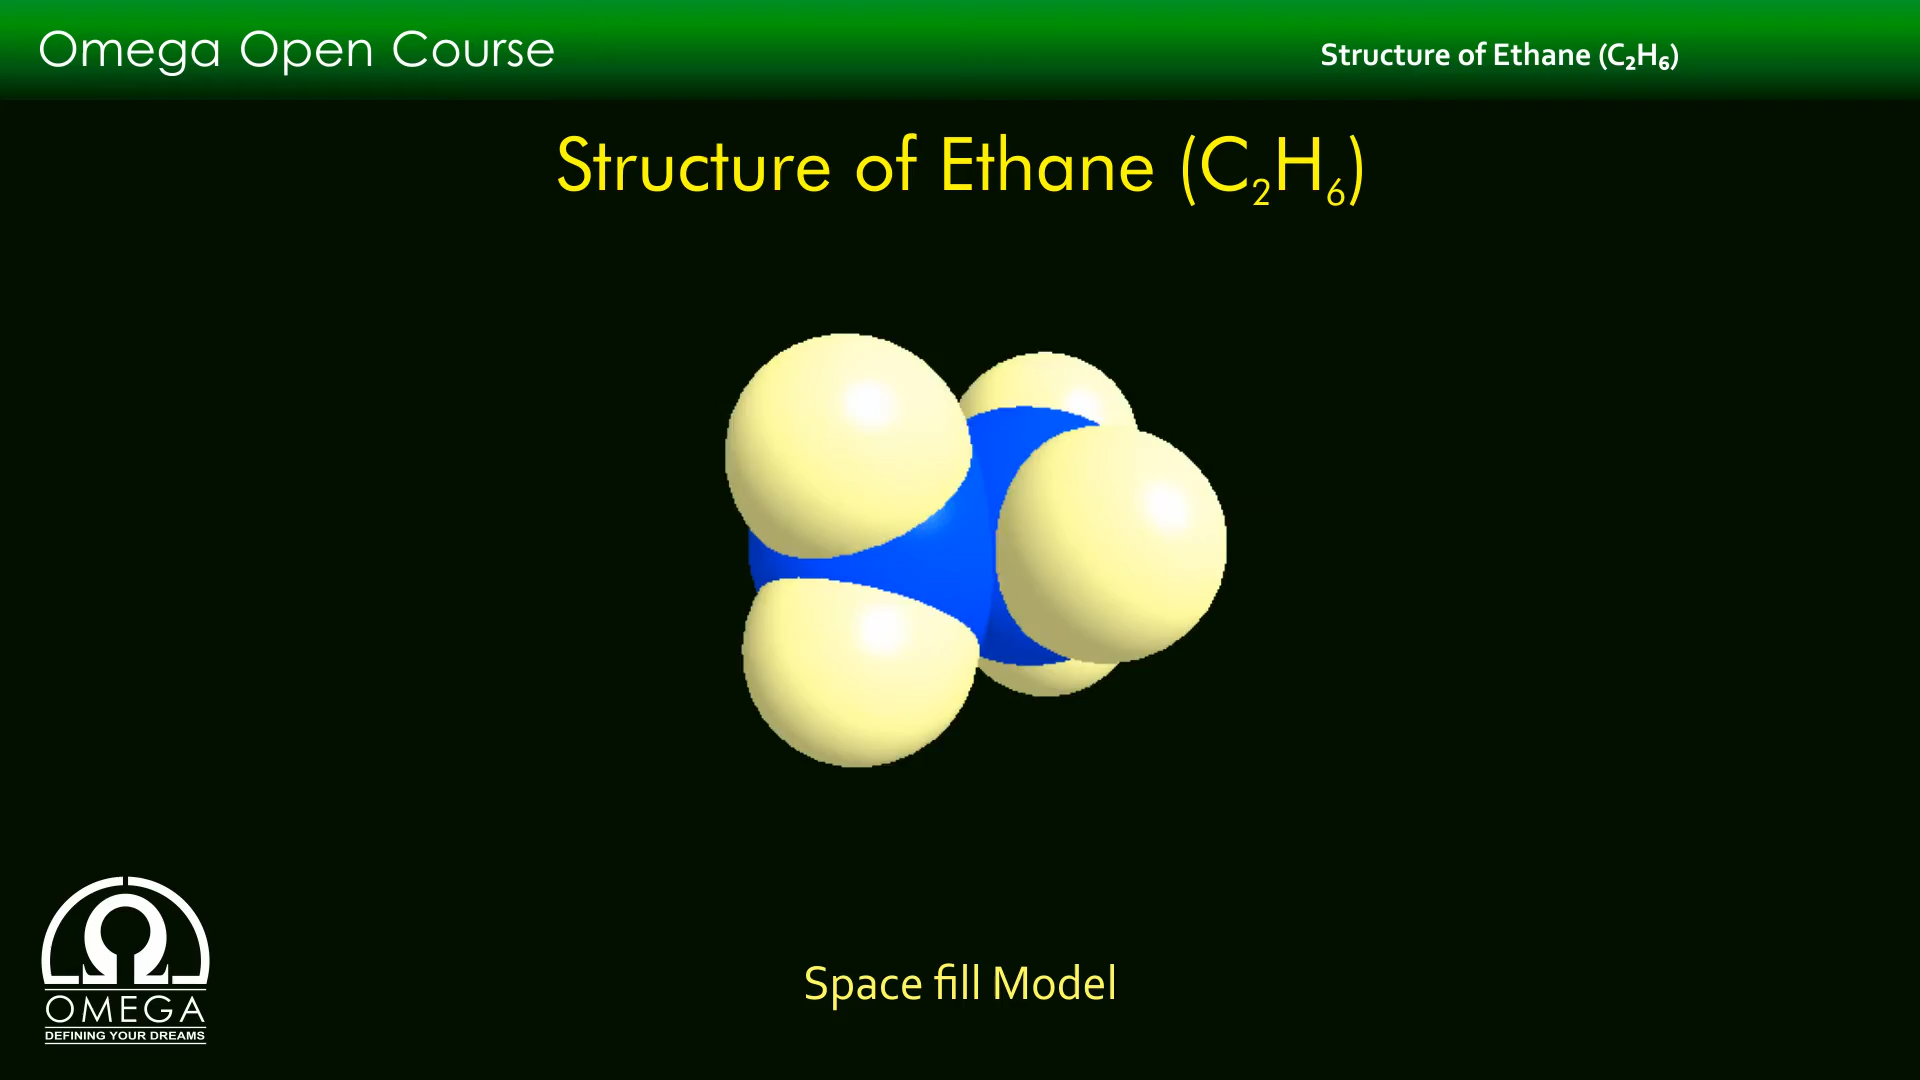 Omega Open Course
Structure of Ethane (C₂H₆)
Structure of Ethane (C₂H₆)
Space fill Model
OMEGA
DEFINING YOUR DREAMS